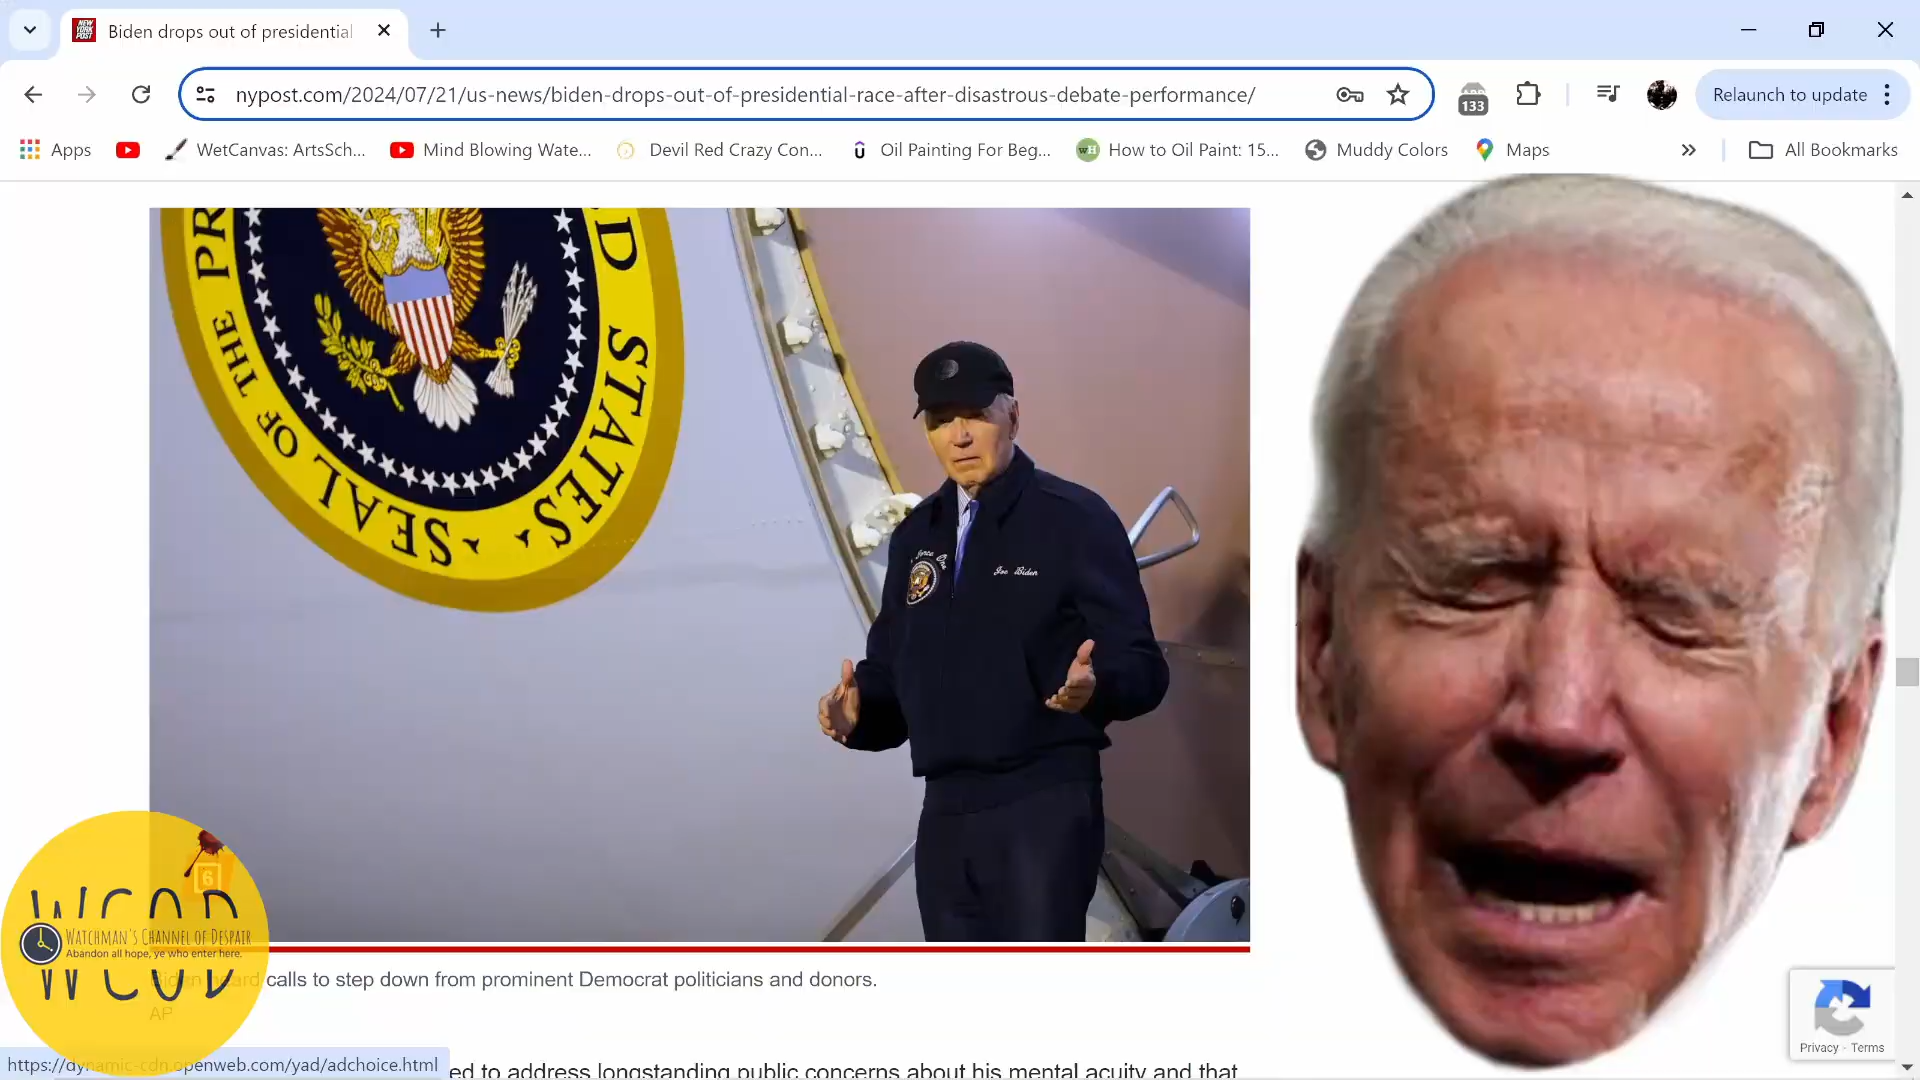 Biden drops out of presidential
nypost.com/2024/07/21/us-news/biden-drops-out-of-presidential-race-after-disastrous-debate-performance/
133
Relaunch to update
Apps
WetCanvas: ArtsSch...
Mind Blowing Wate...
Devil Red Crazy Con...
Oil Painting For Beg...
How to Oil Paint: 15...
Muddy Colors
Maps
All Bookmarks
SEAL OF THE PR
D STATES
Joe Biden
6
WCOD
WATCHMAN'S CHANNEL OF DESPAIR
Abandon all hope, ye who enter here.
Biden heard calls to step down from prominent Democrat politicians and donors.
AP
Privacy - Terms
https://dynamic-cdn.openweb.com/yad/adchoice.html
ed to address longstanding public concerns about his mental acuity and that